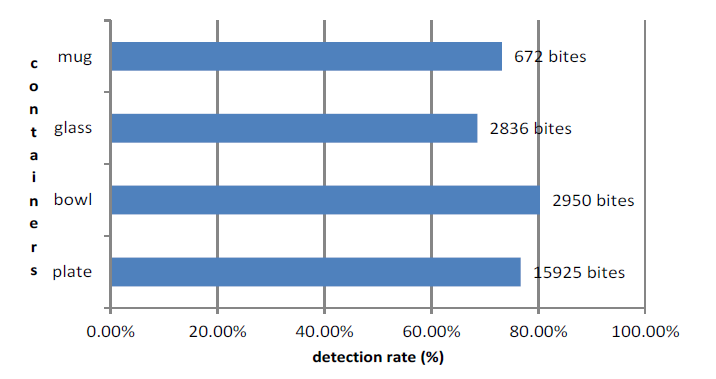 containers
mug
672 bites
glass
2836 bites
bowl
2950 bites
plate
15925 bites
0.00% 20.00% 40.00% 60.00% 80.00% 100.00%
detection rate (%)